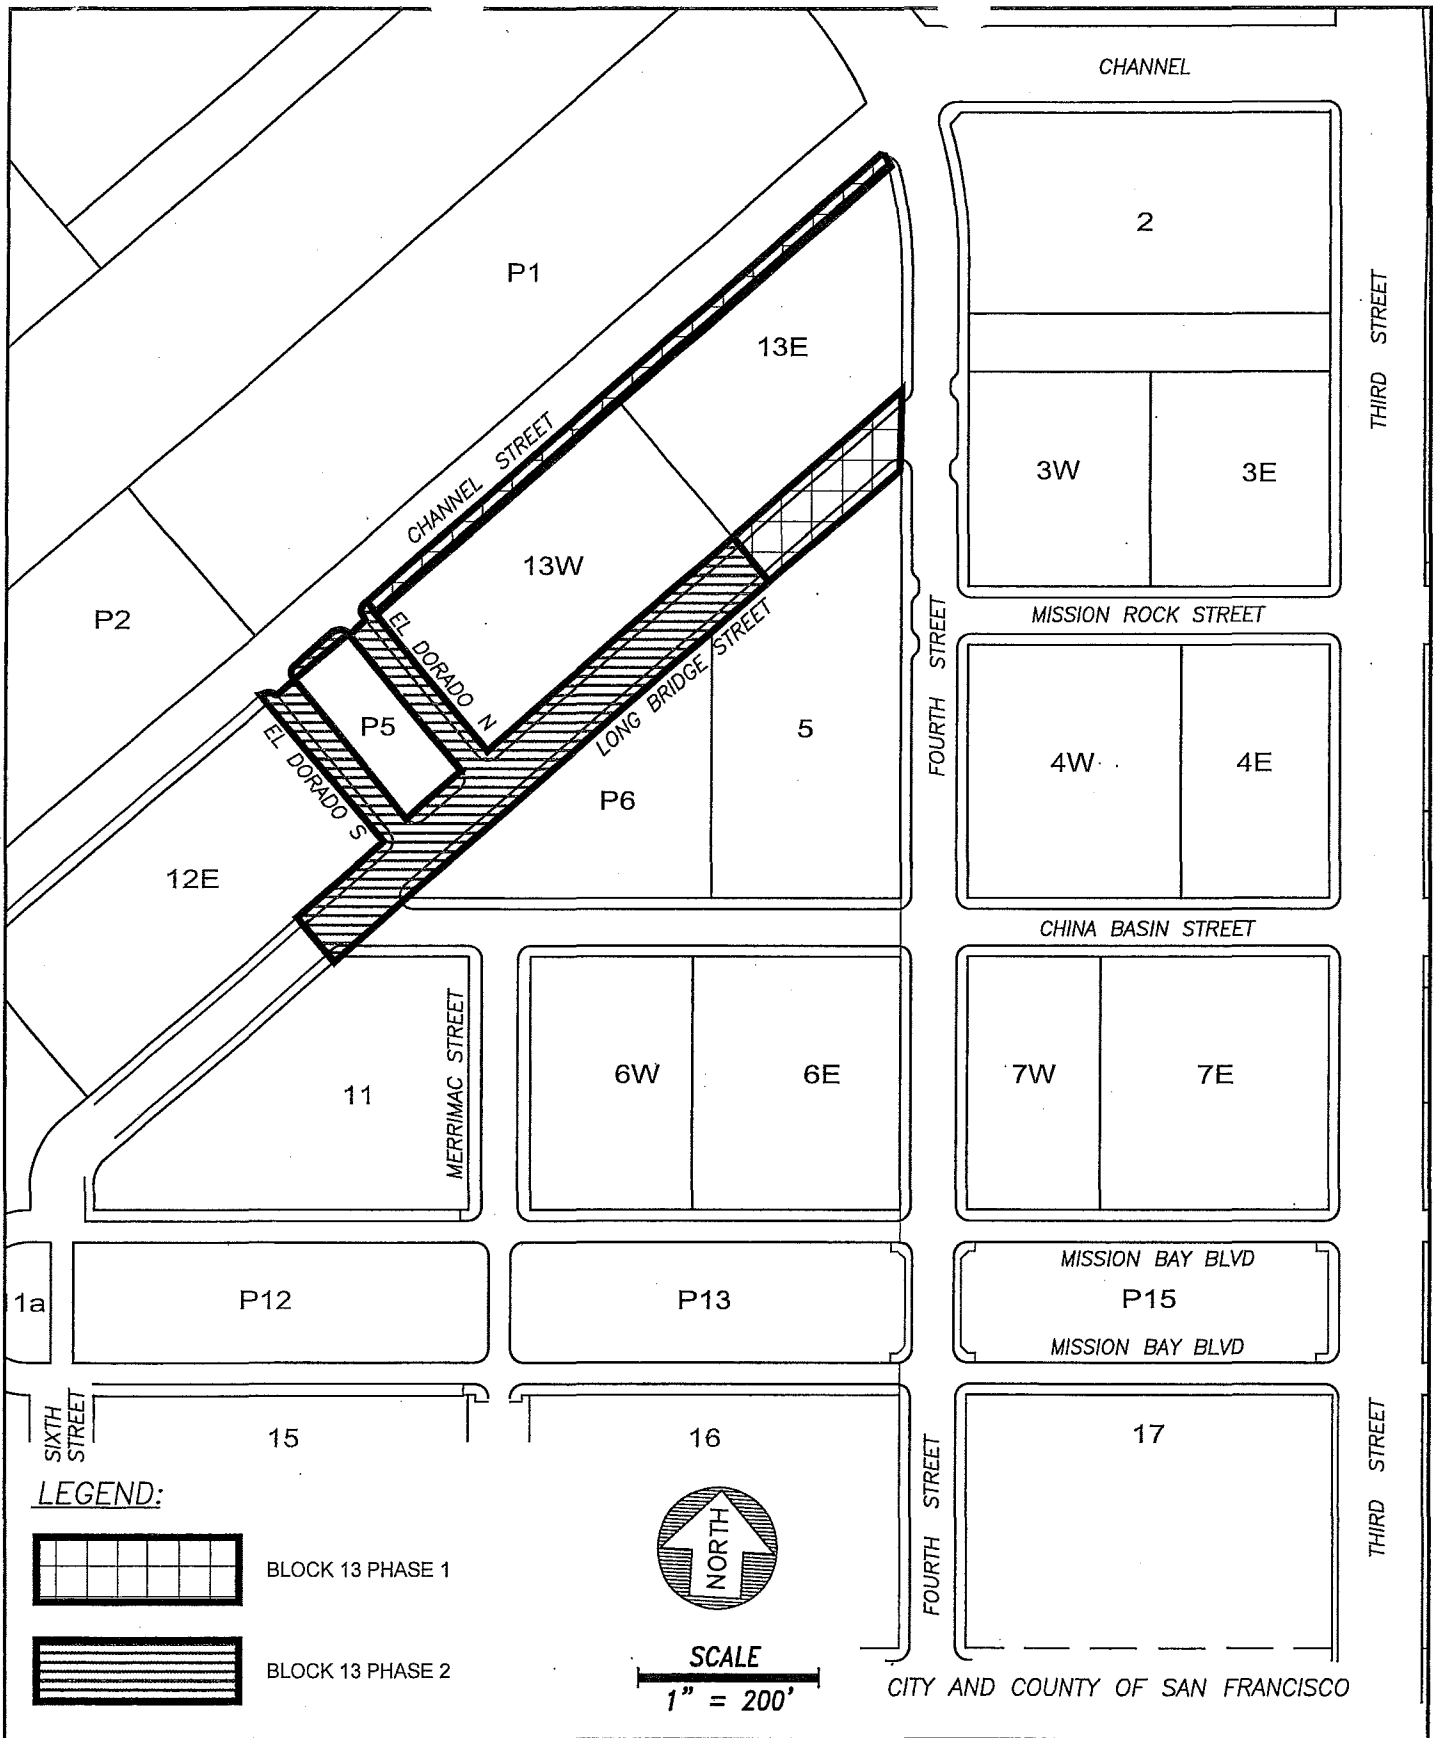 CHANNEL
2
P1
THIRD STREET
13E
CHANNEL STREET
3W
3E
13W
P2
EL DORADO N
MISSION ROCK STREET
FOURTH STREET
LONG BRIDGE STREET
P5
5
EL DORADO S
4W
4E
P6
12E
CHINA BASIN STREET
MERRIMAC STREET
11
6W
6E
7W
7E
MISSION BAY BLVD
1a
P12
P13
P15
MISSION BAY BLVD
SIXTH
STREET
15
16
17
FOURTH STREET
THIRD STREET
LEGEND:
BLOCK 13 PHASE 1
BLOCK 13 PHASE 2
NORTH
SCALE
1" = 200'
CITY AND COUNTY OF SAN FRANCISCO